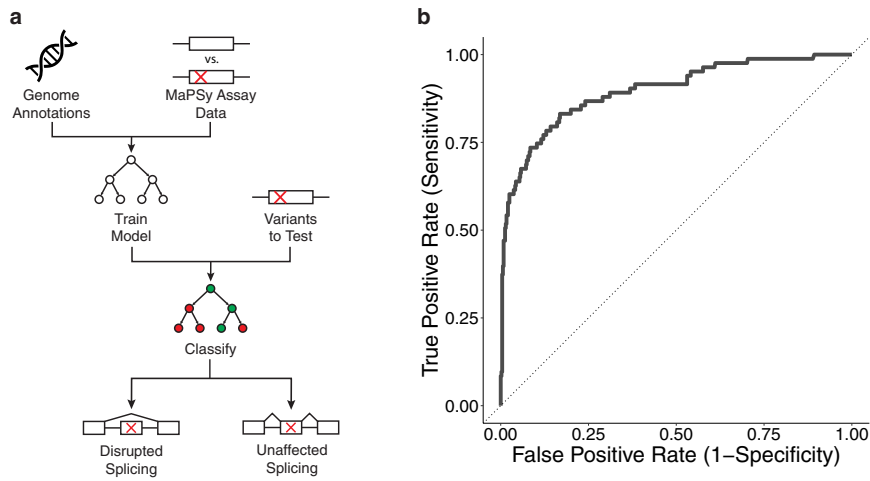 a
vs.
Genome
Annotations
MaPSy Assay
Data
Train
Model
Variants
to Test
Classify
Disrupted
Splicing
Unaffected
Splicing
b
True Positive Rate (Sensitivity)
1.00
0.75
0.50
0.25
0.00
0.00 0.25 0.50 0.75 1.00
False Positive Rate (1−Specificity)